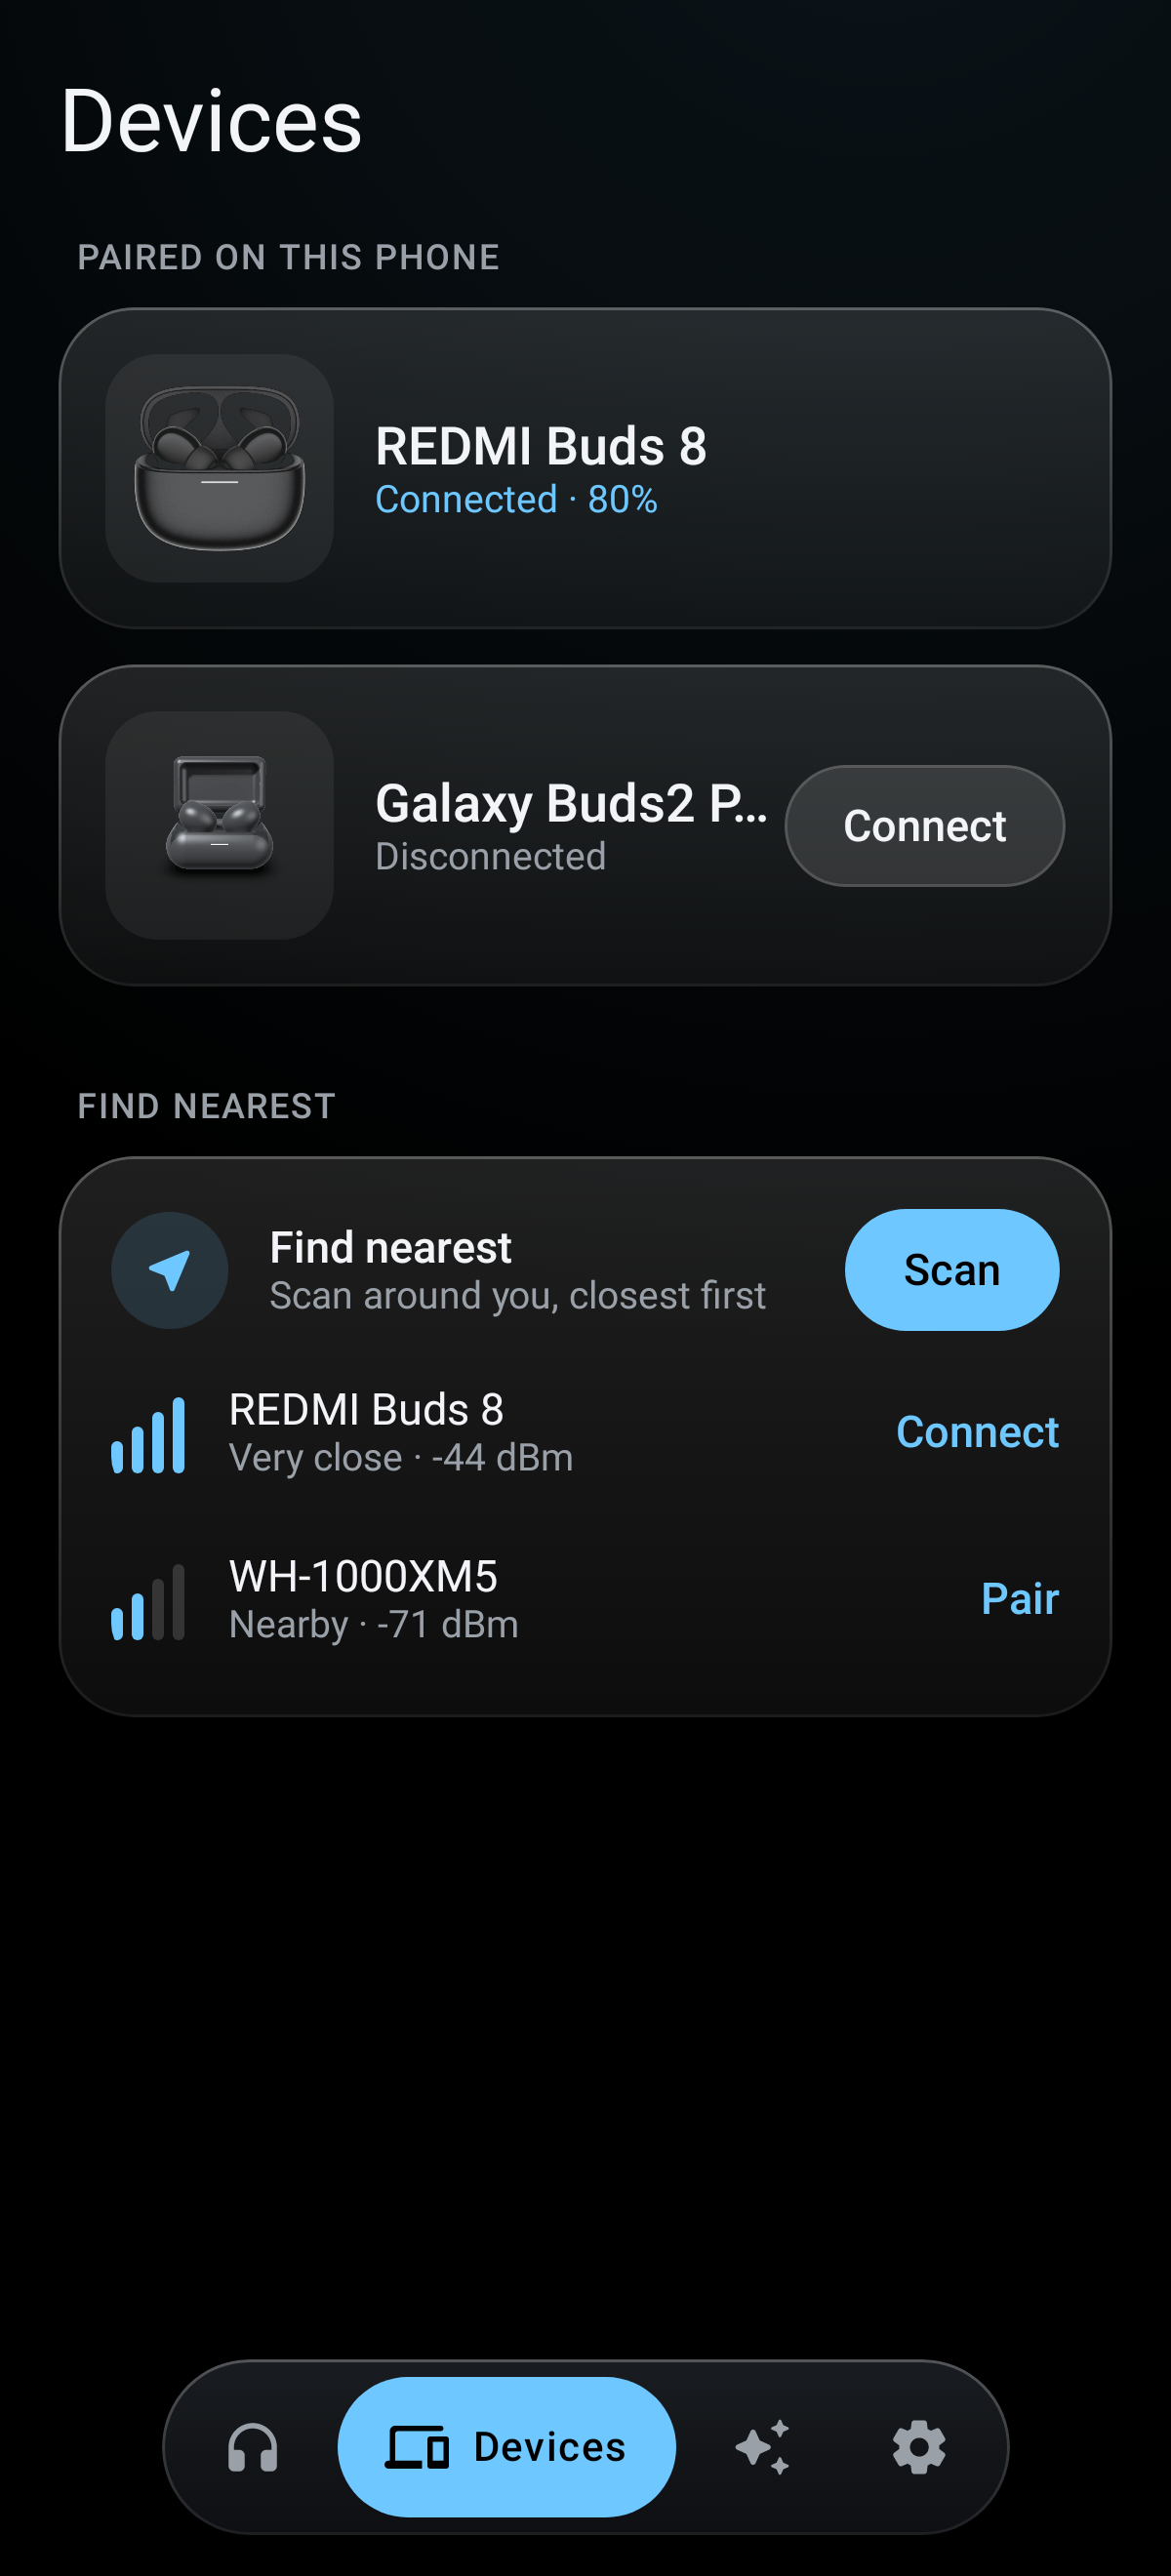 Devices
PAIRED ON THIS PHONE
REDMI Buds 8
Connected · 80%
Galaxy Buds2 P...
Disconnected
Connect
FIND NEAREST
Find nearest
Scan around you, closest first
Scan
REDMI Buds 8
Very close · -44 dBm
Connect
WH-1000XM5
Nearby · -71 dBm
Pair
Devices